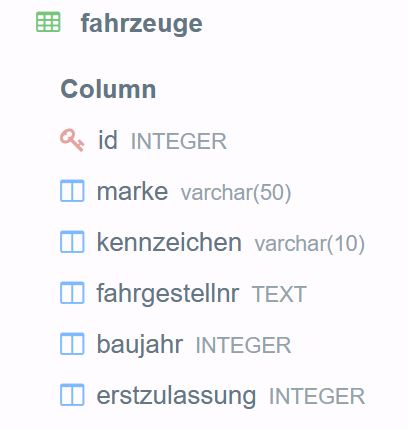 fahrzeuge
Column
id INTEGER
marke varchar(50)
kennzeichen varchar(10)
fahrgestellnr TEXT
baujahr INTEGER
erstzulassung INTEGER